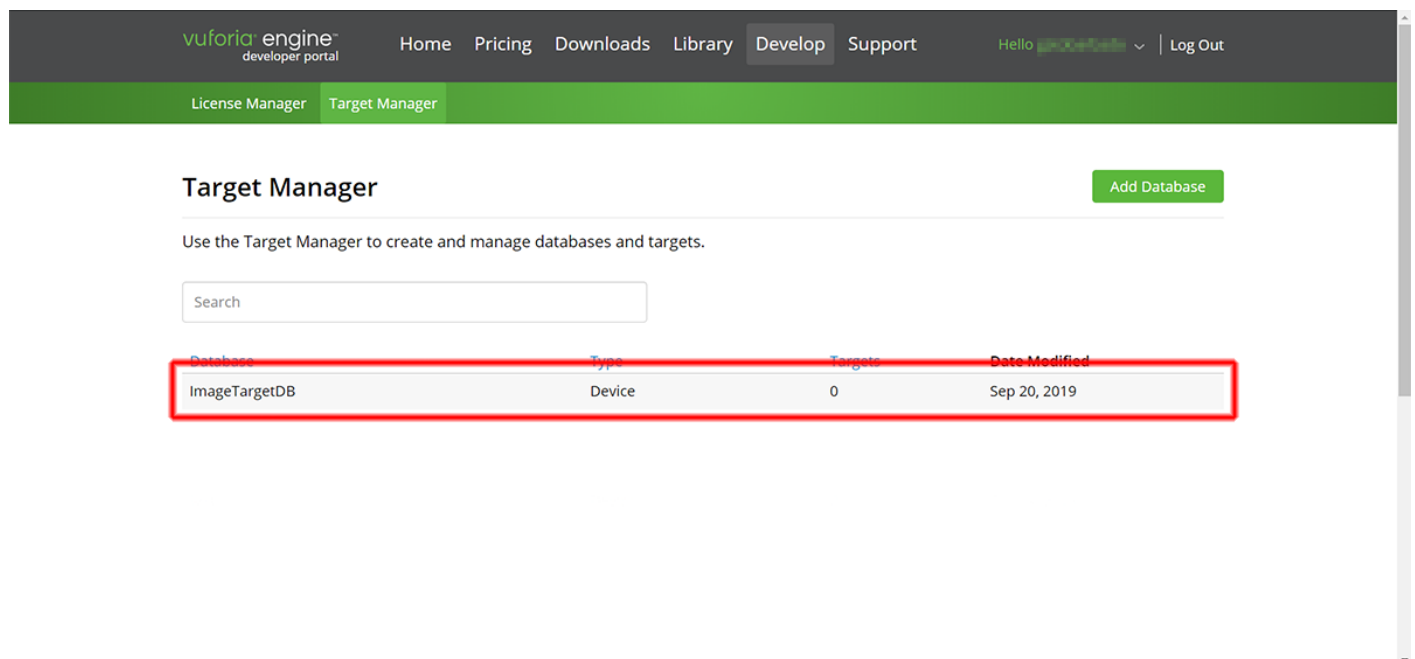 vuforia® engine™ Home Pricing Downloads Library Develop Support Hello Log Out
developer portal
License Manager Target Manager
Target Manager Add Database
Use the Target Manager to create and manage databases and targets.
Search
Database Type Targets Date Modified
ImageTargetDB Device 0 Sep 20, 2019